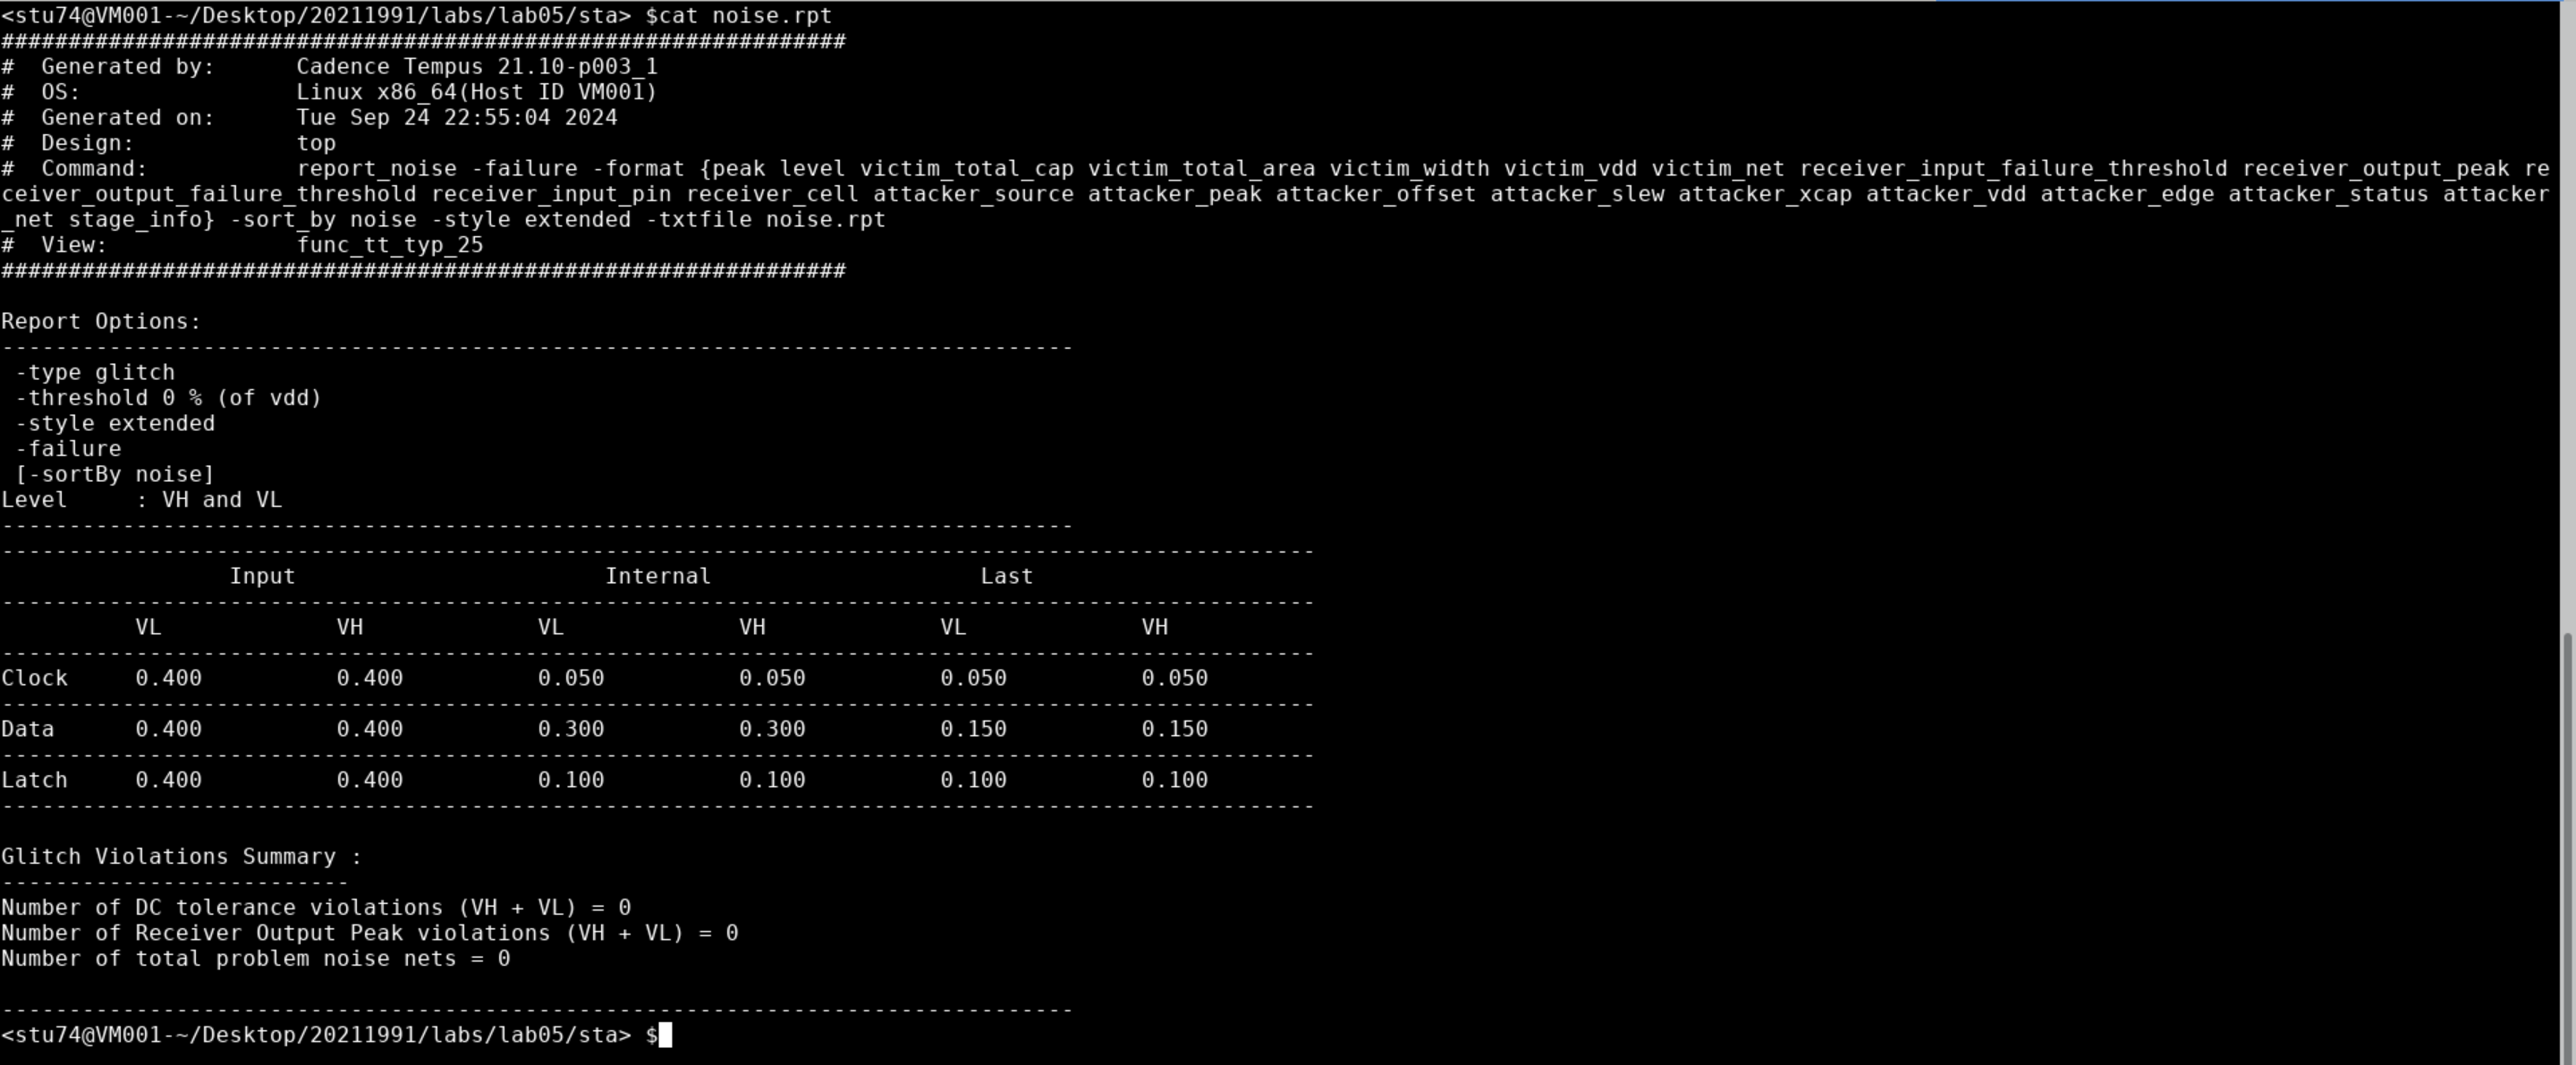 <stu74@VM001-~/Desktop/20211991/labs/lab05/sta> $cat noise.rpt
###############################################################
#  Generated by:      Cadence Tempus 21.10-p003_1
#  OS:                Linux x86_64(Host ID VM001)
#  Generated on:      Tue Sep 24 22:55:04 2024
#  Design:            top
#  Command:           report_noise -failure -format {peak level victim_total_cap victim_total_area victim_width victim_vdd victim_net receiver_input_failure_threshold receiver_output_peak re
ceiver_output_failure_threshold receiver_input_pin receiver_cell attacker_source attacker_peak attacker_offset attacker_slew attacker_xcap attacker_vdd attacker_edge attacker_status attacker
_net stage_info} -sort_by noise -style extended -txtfile noise.rpt
#  View:              func_tt_typ_25
###############################################################

Report Options:
--------------------------------------------------------------------------------
 -type glitch
 -threshold 0 % (of vdd)
 -style extended
 -failure
 [-sortBy noise]
Level     : VH and VL
--------------------------------------------------------------------------------
--------------------------------------------------------------------------------------------------
                 Input                       Internal                    Last
--------------------------------------------------------------------------------------------------
          VL             VH             VL             VH             VL             VH
--------------------------------------------------------------------------------------------------
Clock     0.400          0.400          0.050          0.050          0.050          0.050
--------------------------------------------------------------------------------------------------
Data      0.400          0.400          0.300          0.300          0.150          0.150
--------------------------------------------------------------------------------------------------
Latch     0.400          0.400          0.100          0.100          0.100          0.100
--------------------------------------------------------------------------------------------------

Glitch Violations Summary :
--------------------------
Number of DC tolerance violations (VH + VL) = 0
Number of Receiver Output Peak violations (VH + VL) = 0
Number of total problem noise nets = 0

--------------------------------------------------------------------------------
<stu74@VM001-~/Desktop/20211991/labs/lab05/sta> $